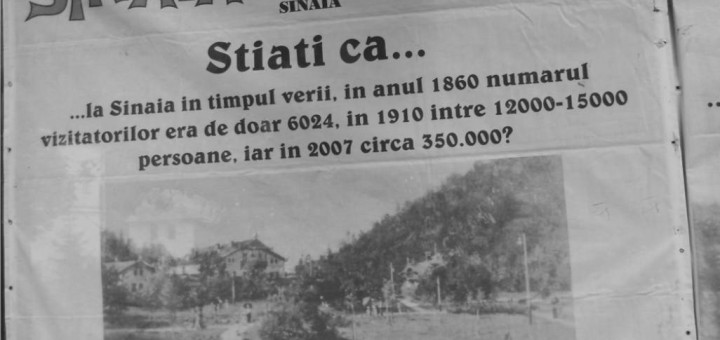 SINAIA
SINAIA
Stiati ca...
...la Sinaia in timpul verii, in anul 1860 numarul
vizitatorilor era de doar 6024, in 1910 intre 12000-15000
persoane, iar in 2007 circa 350.000?
..